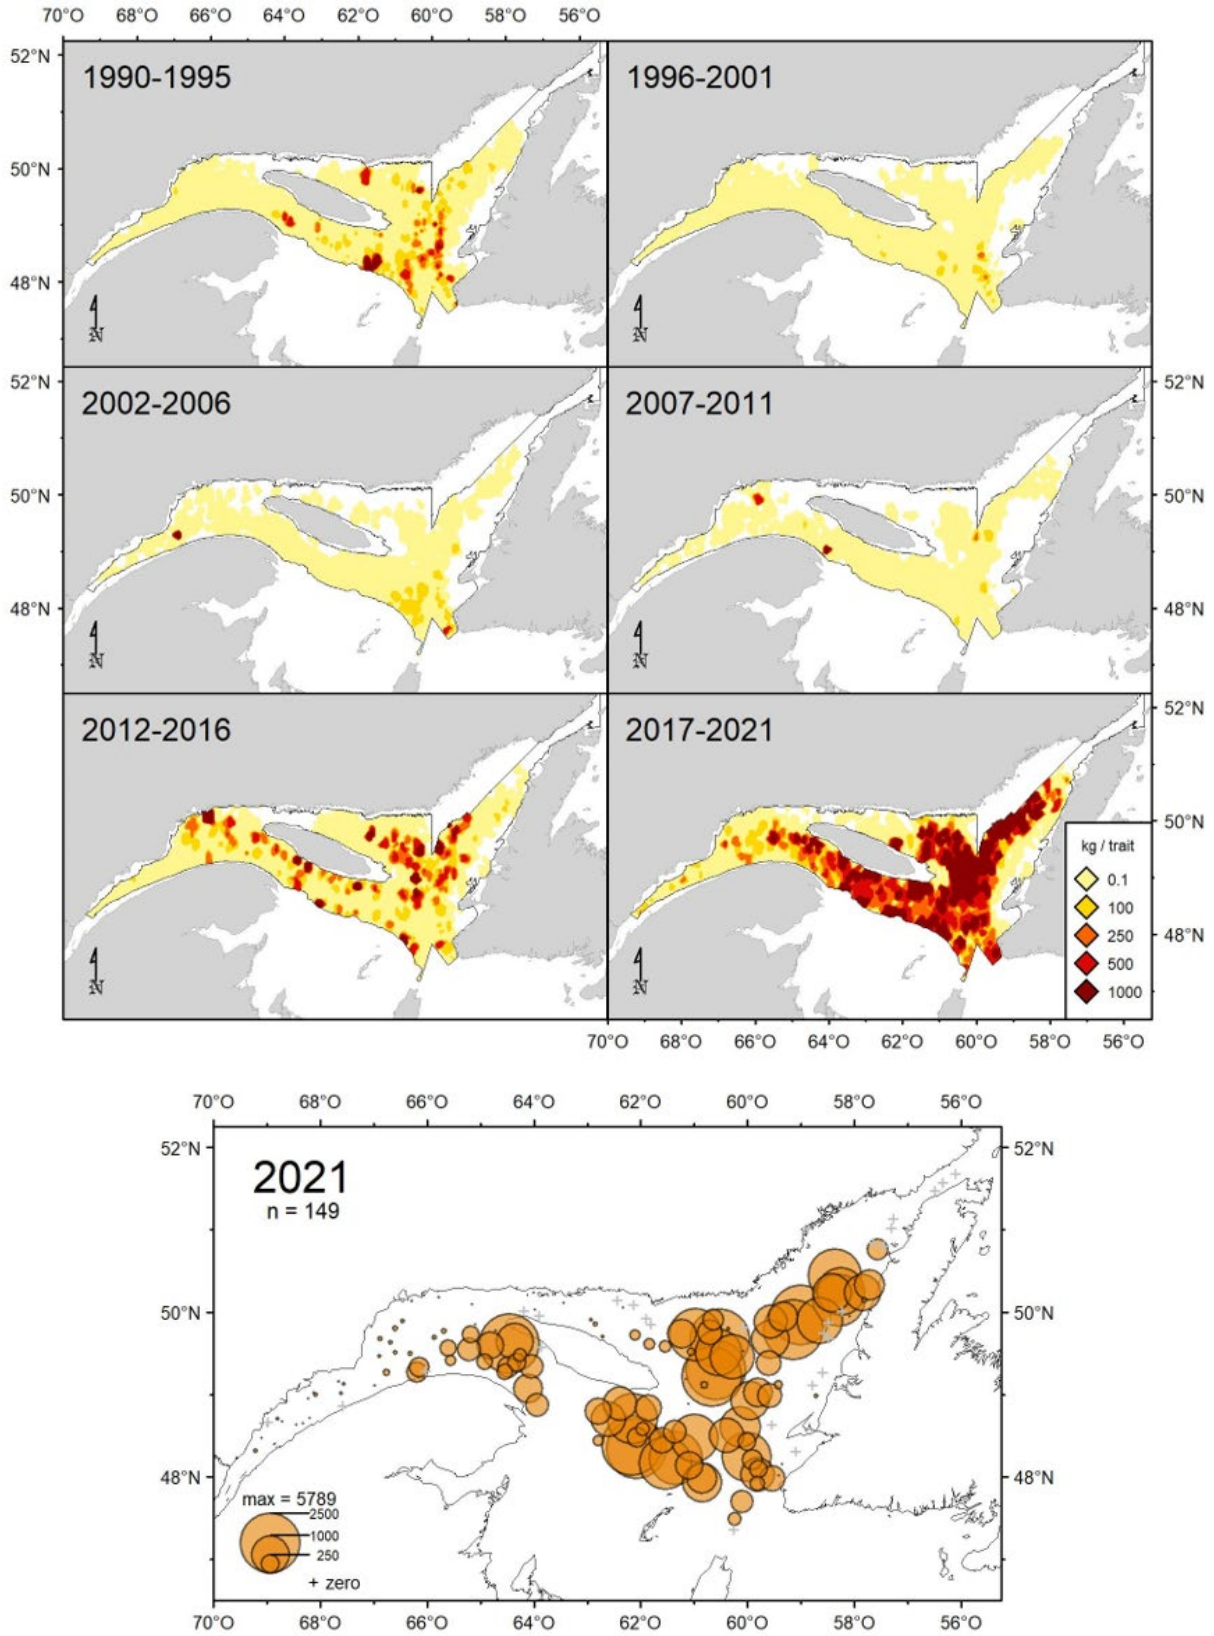 70°O 68°O 66°O 64°O 62°O 60°O 58°O 56°O
52°N
1990-1995
1996-2001
50°N
48°N
N
N
52°N
52°N
2002-2006
2007-2011
50°N
50°N
48°N
48°N
N
N
52°N
2012-2016
2017-2021
50°N
kg / trait
0.1
100
250
48°N
500
1000
N
N
70°O 68°O 66°O 64°O 62°O 60°O 58°O 56°O
70°O 68°O 66°O 64°O 62°O 60°O 58°O 56°O
52°N
52°N
2021
n = 149
50°N
50°N
48°N
48°N
max = 5789
2500
1000
250
+ zero
70°O 68°O 66°O 64°O 62°O 60°O 58°O 56°O